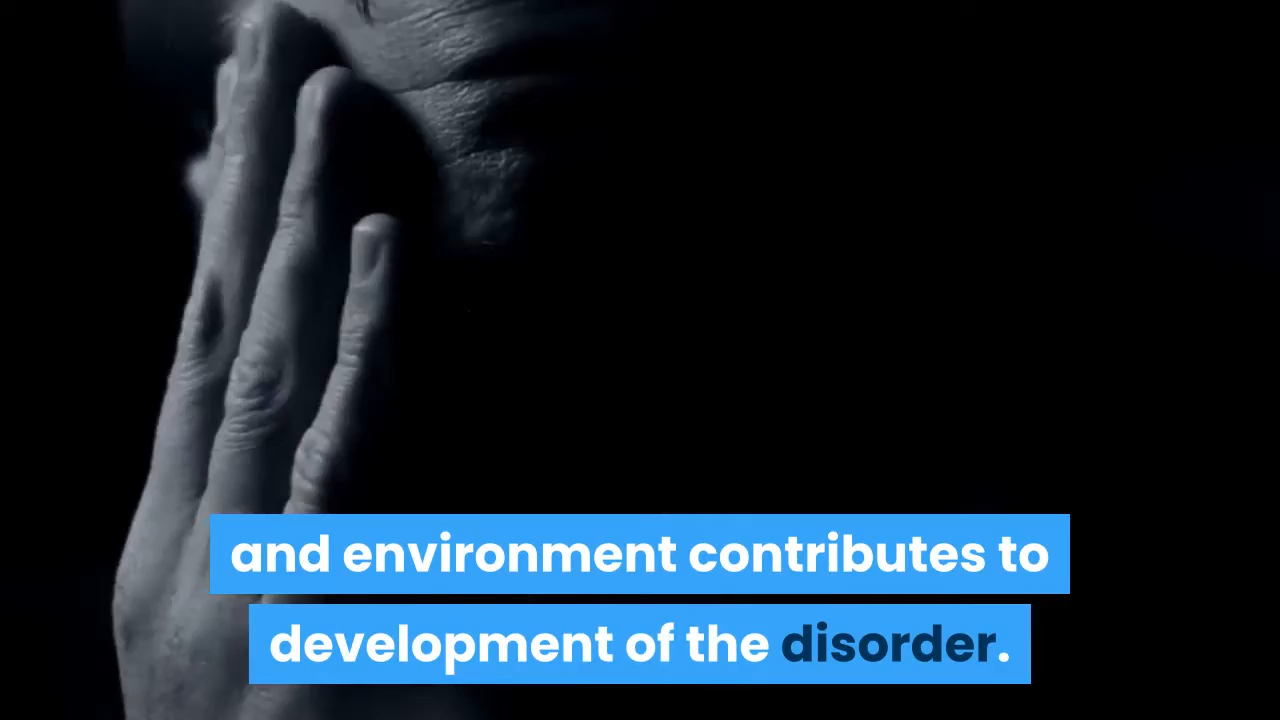 and environment contributes to
development of the disorder.